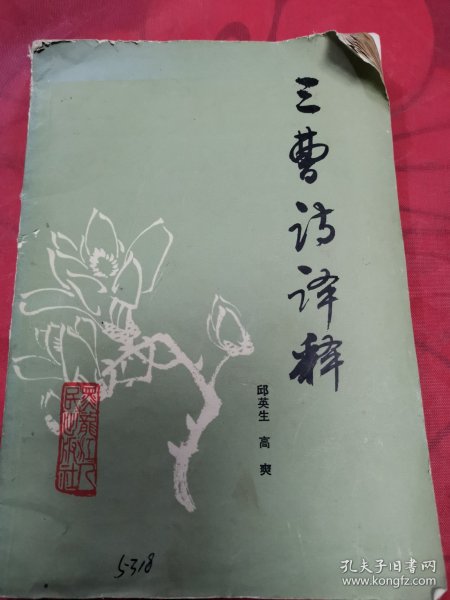 三曹诗译释
邱英生 高爽
黑龙江人
民出版社
5-318
孔夫子旧书网
www.kongfz.com